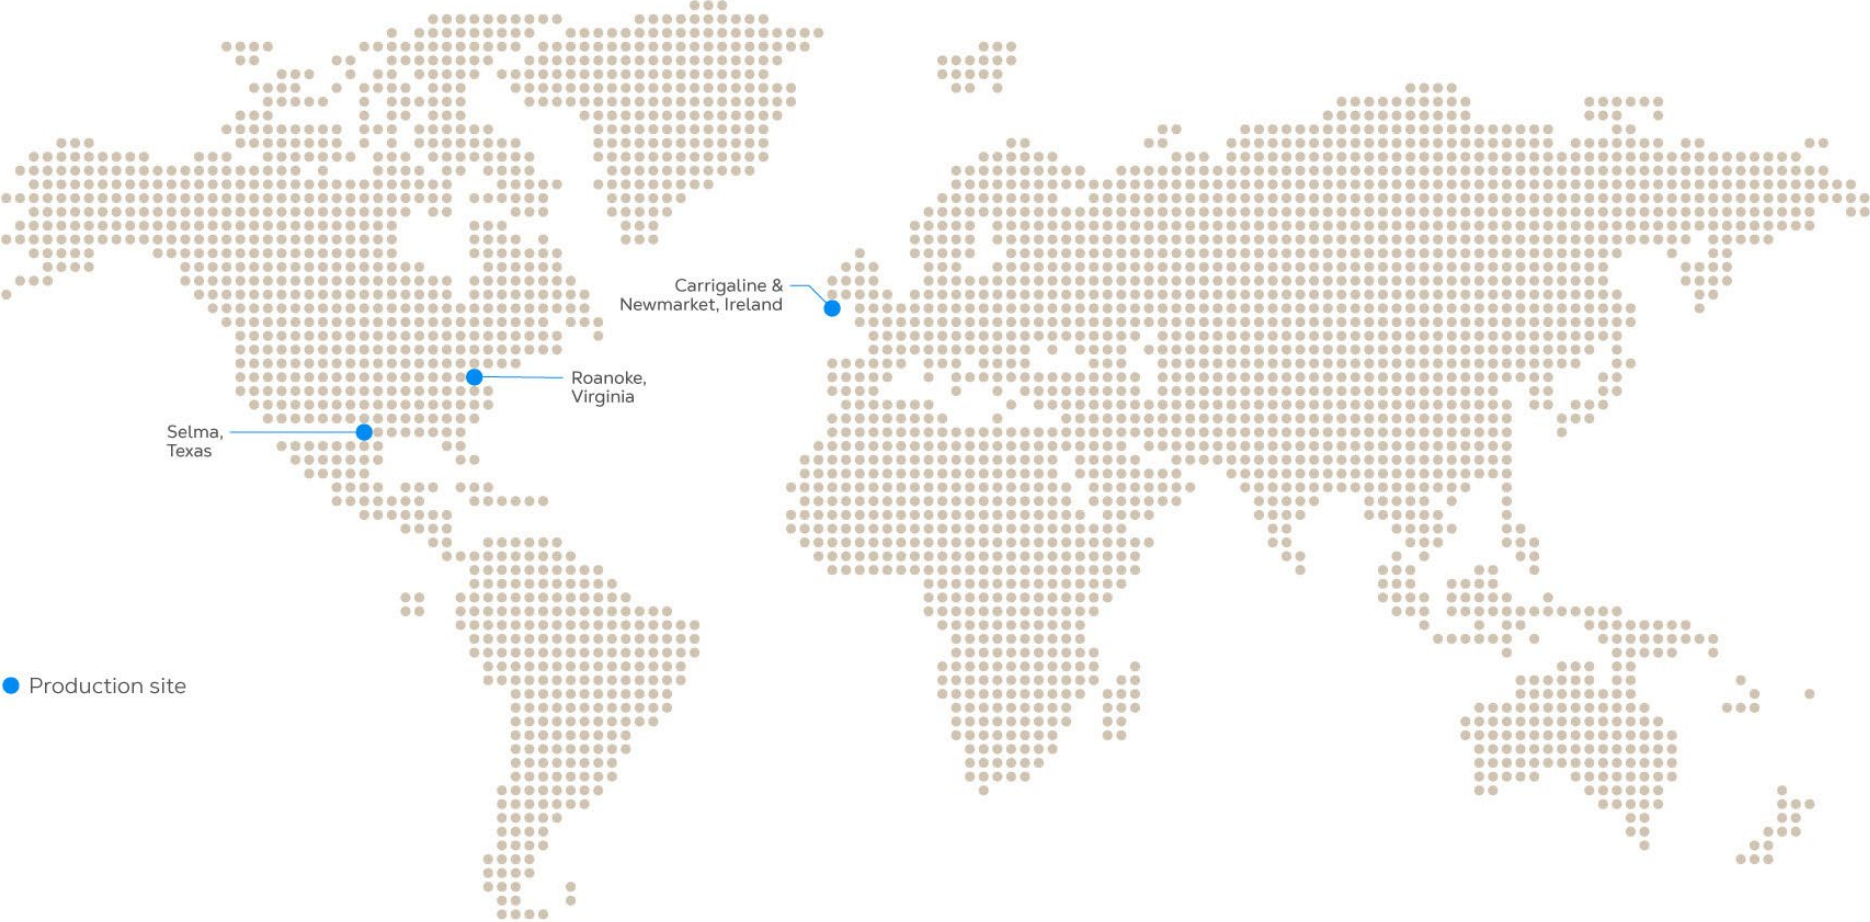 Carrigaline &
Newmarket, Ireland
Roanoke,
Virginia
Selma,
Texas
Production site